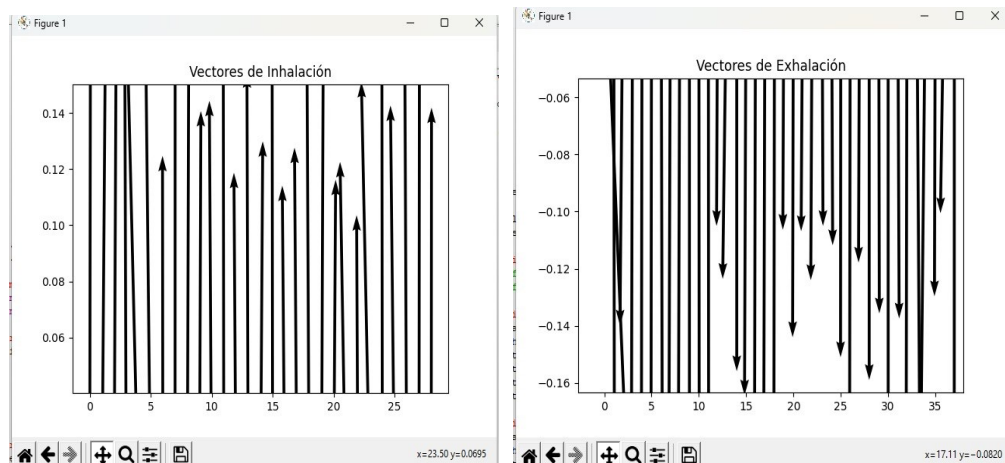 Figure 1
Vectores de Inhalación
0.14
0.12
0.10
0.08
0.06
0 5 10 15 20 25
x=23.50 y=0.0695
Figure 1
Vectores de Exhalación
−0.06
−0.08
−0.10
−0.12
−0.14
−0.16
0 5 10 15 20 25 30 35
x=17.11 y=−0.0820